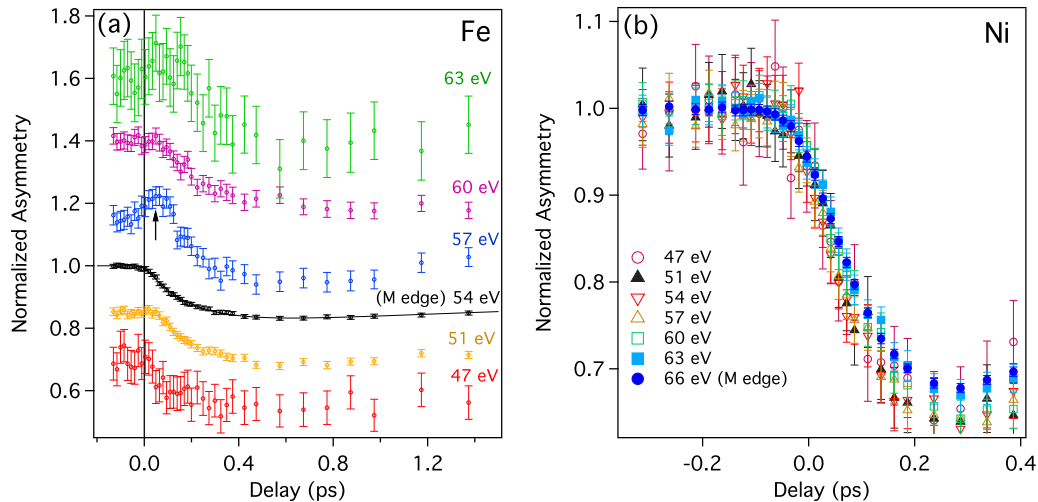 (a)
Fe
Normalized Asymmetry
1.8
1.6
1.4
1.2
1.0
0.8
0.6
63 eV
60 eV
57 eV
(M edge) 54 eV
51 eV
47 eV
0.0 0.4 0.8 1.2
Delay (ps)
(b)
Ni
Normalized Asymmetry
1.1
1.0
0.9
0.8
0.7
47 eV
51 eV
54 eV
57 eV
60 eV
63 eV
66 eV (M edge)
-0.2 0.0 0.2 0.4
Delay (ps)